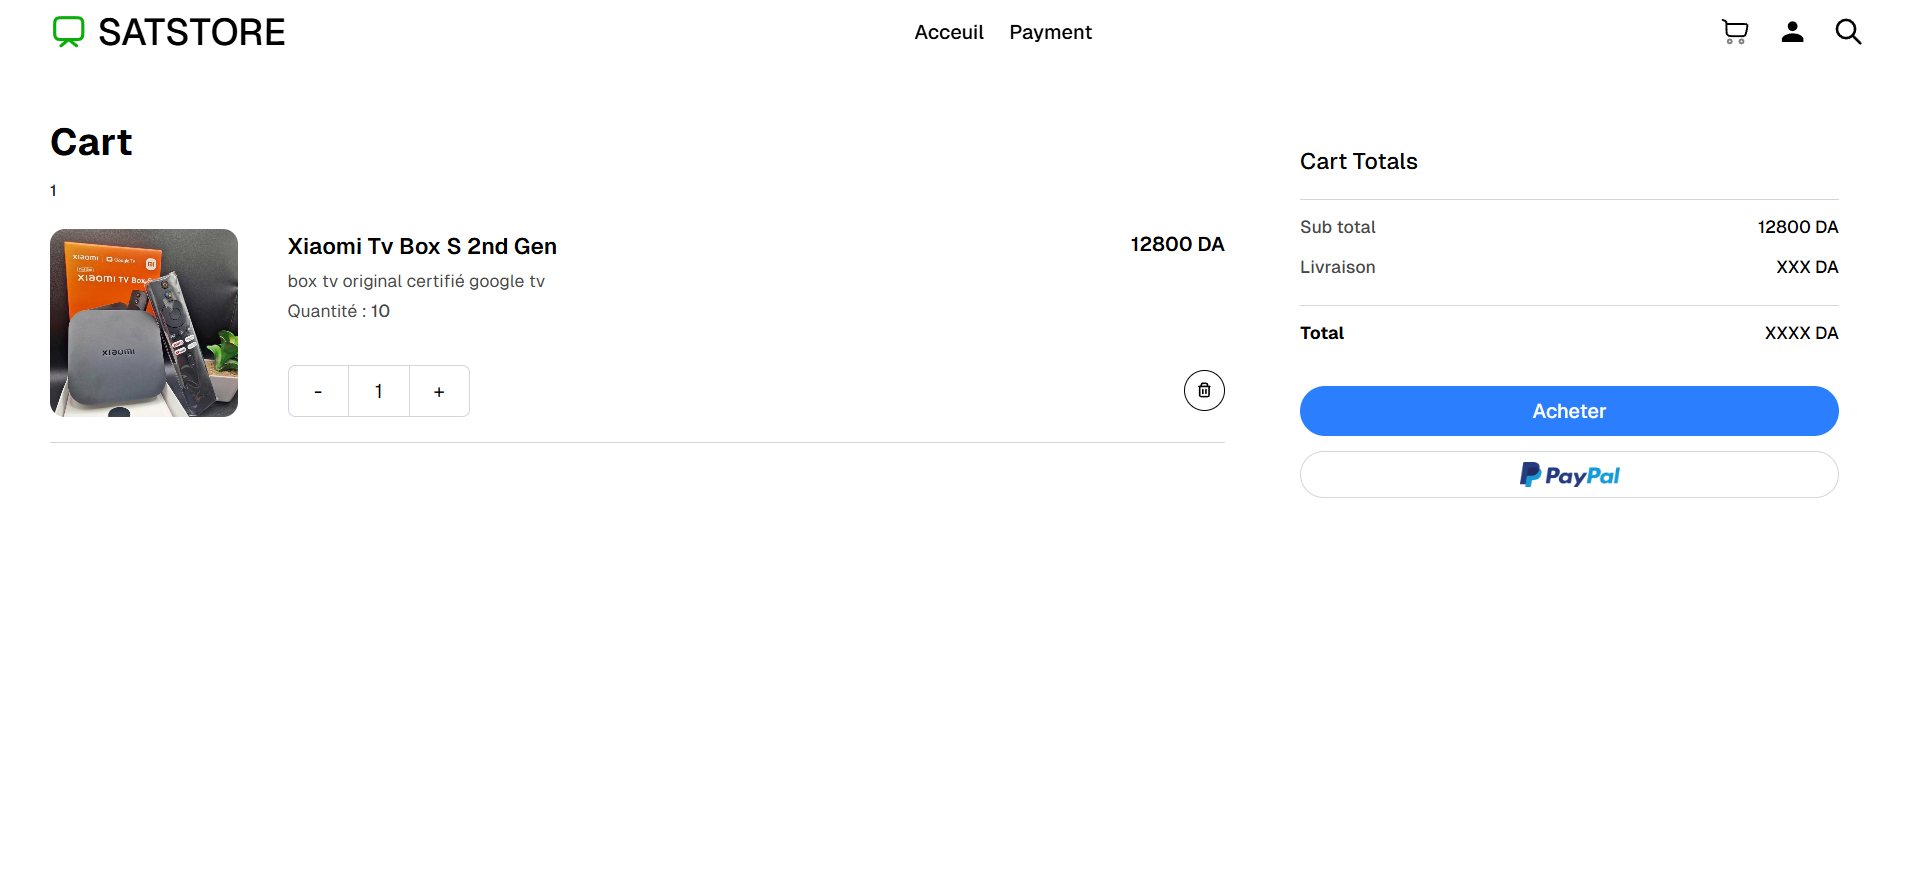 SATSTORE
Acceuil Payment
Cart
1
xiaomi Google TV
xiaomi TV Box S
xiaomi
Xiaomi Tv Box S 2nd Gen
12800 DA
box tv original certifié google tv
Quantité : 10
- 1 +
Cart Totals
Sub total 12800 DA
Livraison XXX DA
Total XXXX DA
Acheter
PayPal